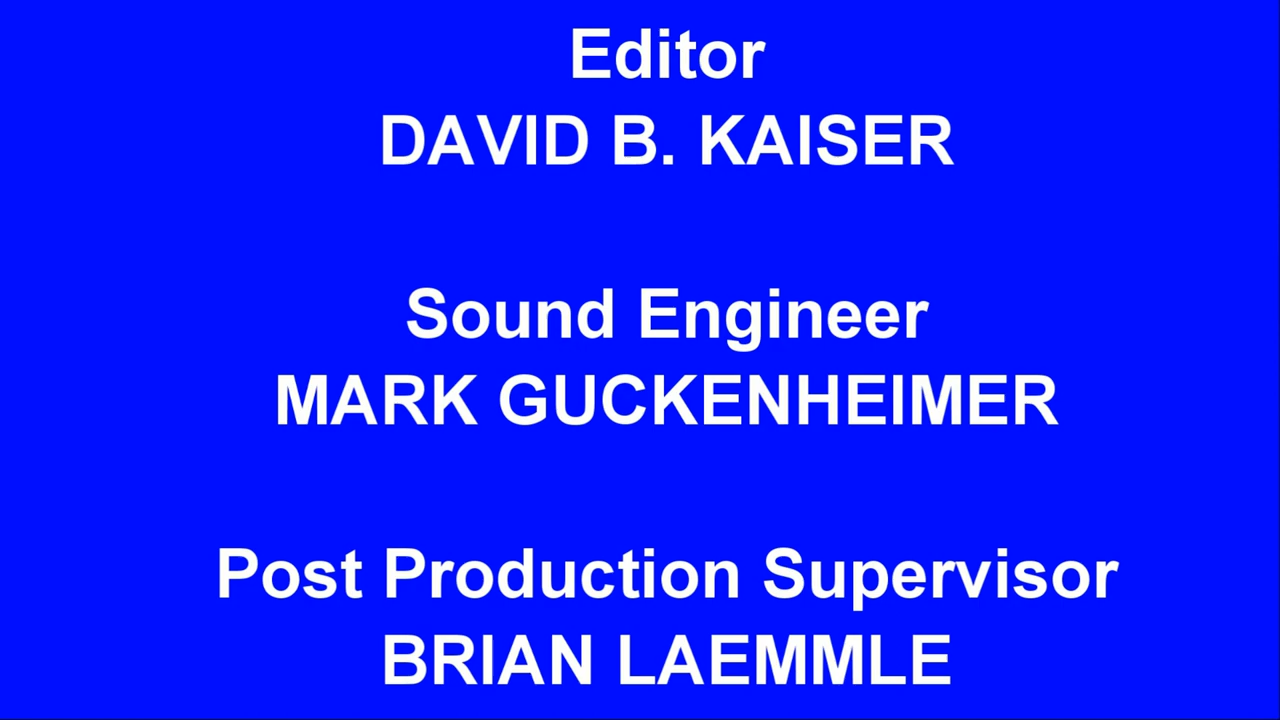 Editor
DAVID B. KAISER
Sound Engineer
MARK GUCKENHEIMER
Post Production Supervisor
BRIAN LAEMMLE